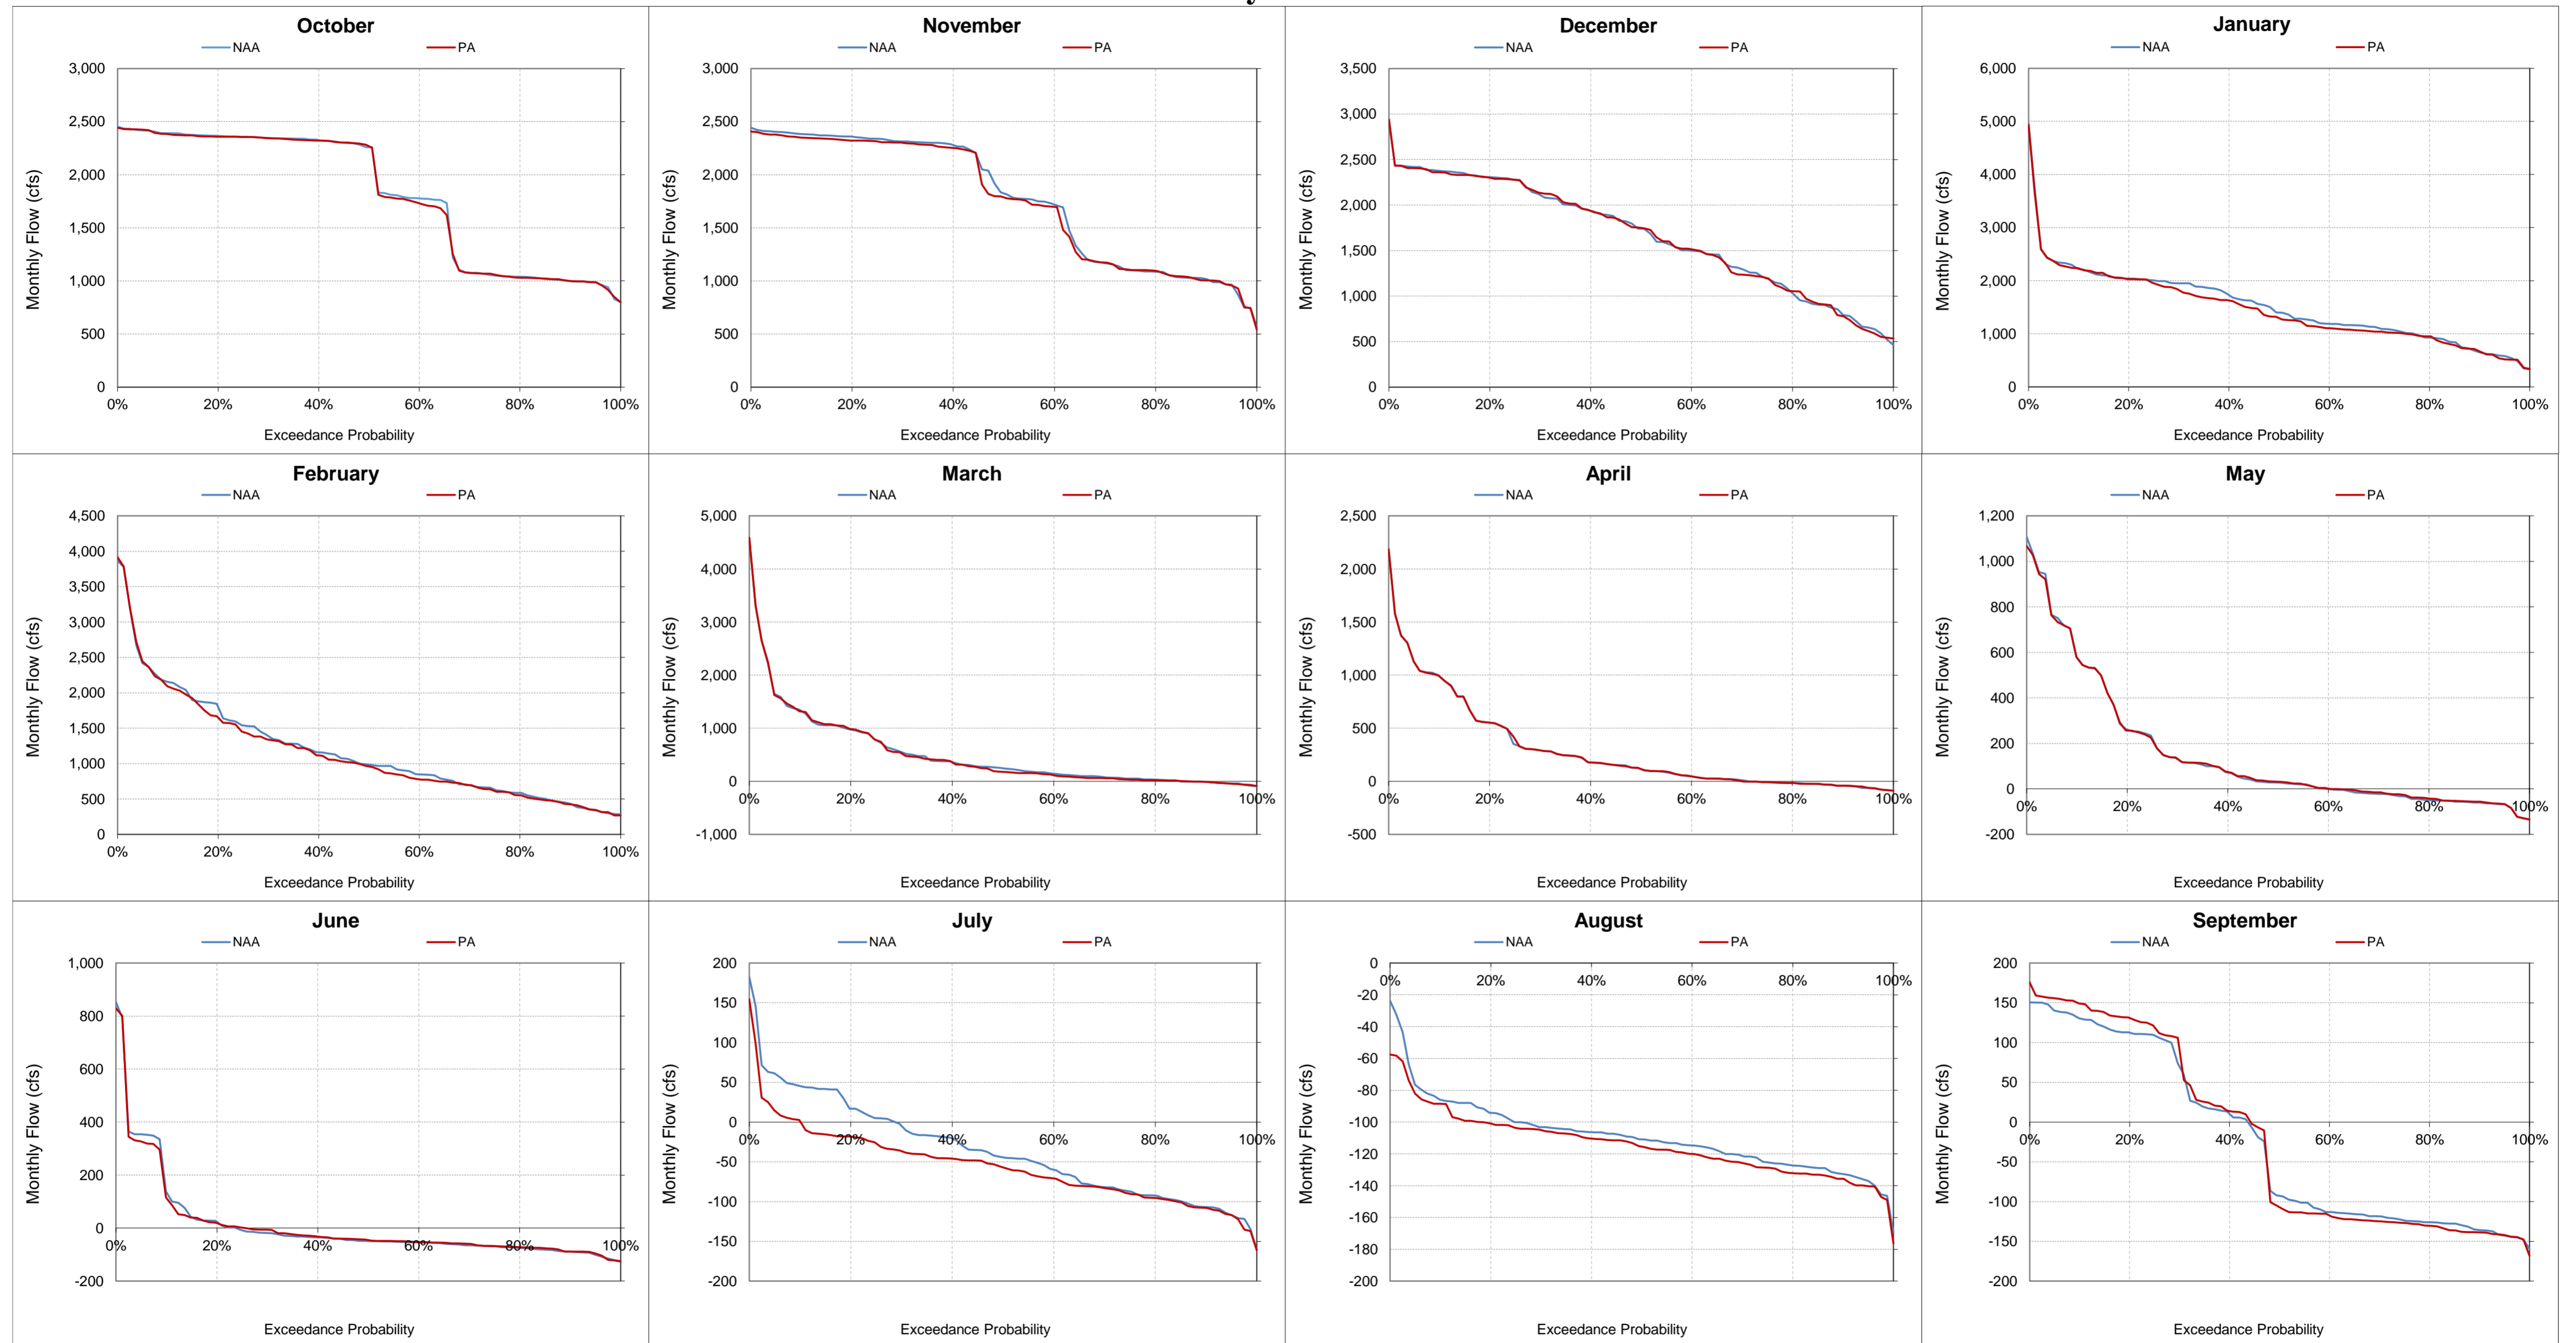 October
NAA PA
3,000
2,500
2,000
1,500
1,000
500
0
0% 20% 40% 60% 80% 100%
Monthly Flow (cfs)
Exceedance Probability
November
NAA PA
3,000
2,500
2,000
1,500
1,000
500
0
0% 20% 40% 60% 80% 100%
Monthly Flow (cfs)
Exceedance Probability
December
NAA PA
3,500
3,000
2,500
2,000
1,500
1,000
500
0
0% 20% 40% 60% 80% 100%
Monthly Flow (cfs)
Exceedance Probability
January
NAA PA
6,000
5,000
4,000
3,000
2,000
1,000
0
0% 20% 40% 60% 80% 100%
Monthly Flow (cfs)
Exceedance Probability
February
NAA PA
4,500
4,000
3,500
3,000
2,500
2,000
1,500
1,000
500
0
0% 20% 40% 60% 80% 100%
Monthly Flow (cfs)
Exceedance Probability
March
NAA PA
5,000
4,000
3,000
2,000
1,000
0
0% 20% 40% 60% 80% 100%
-1,000
Monthly Flow (cfs)
Exceedance Probability
April
NAA PA
2,500
2,000
1,500
1,000
500
0
0% 20% 40% 60% 80% 100%
-500
Monthly Flow (cfs)
Exceedance Probability
May
NAA PA
1,200
1,000
800
600
400
200
0
0% 20% 40% 60% 80% 100%
-200
Monthly Flow (cfs)
Exceedance Probability
June
NAA PA
1,000
800
600
400
200
0
0% 20% 40% 60% 80% 100%
-200
Monthly Flow (cfs)
Exceedance Probability
July
NAA PA
200
150
100
50
0
0% 20% 40% 60% 80% 100%
-50
-100
-150
-200
Monthly Flow (cfs)
Exceedance Probability
August
NAA PA
0
0% 20% 40% 60% 80% 100%
-20
-40
-60
-80
-100
-120
-140
-160
-180
-200
Monthly Flow (cfs)
Exceedance Probability
September
NAA PA
200
150
100
50
0
0% 20% 40% 60% 80% 100%
-50
-100
-150
-200
Monthly Flow (cfs)
Exceedance Probability